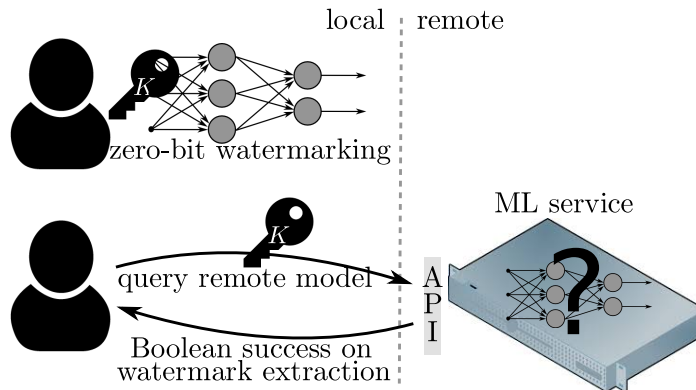 local remote
K
zero-bit watermarking
ML service
K
query remote model
A
P
I
?
Boolean success on
watermark extraction